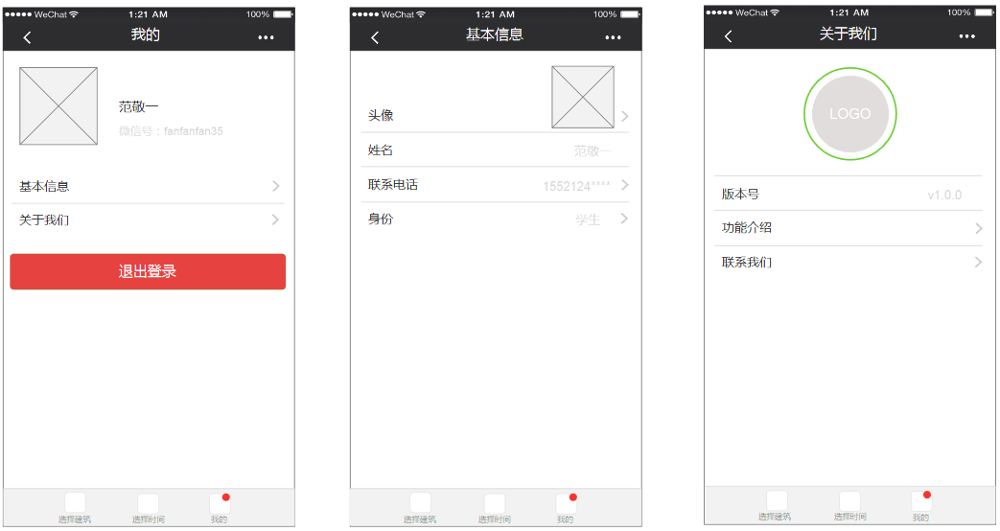 WeChat 1:21 AM 100%
我的
范敬一
微信号：fanfanfan35
基本信息
关于我们
退出登录
选择建筑 选择时间 我的
WeChat 1:21 AM 100%
基本信息
头像
姓名 范敬一
联系电话 1552124****
身份 学生
选择建筑 选择时间 我的
WeChat 1:21 AM 100%
关于我们
LOGO
版本号 v1.0.0
功能介绍
联系我们
选择建筑 选择时间 我的